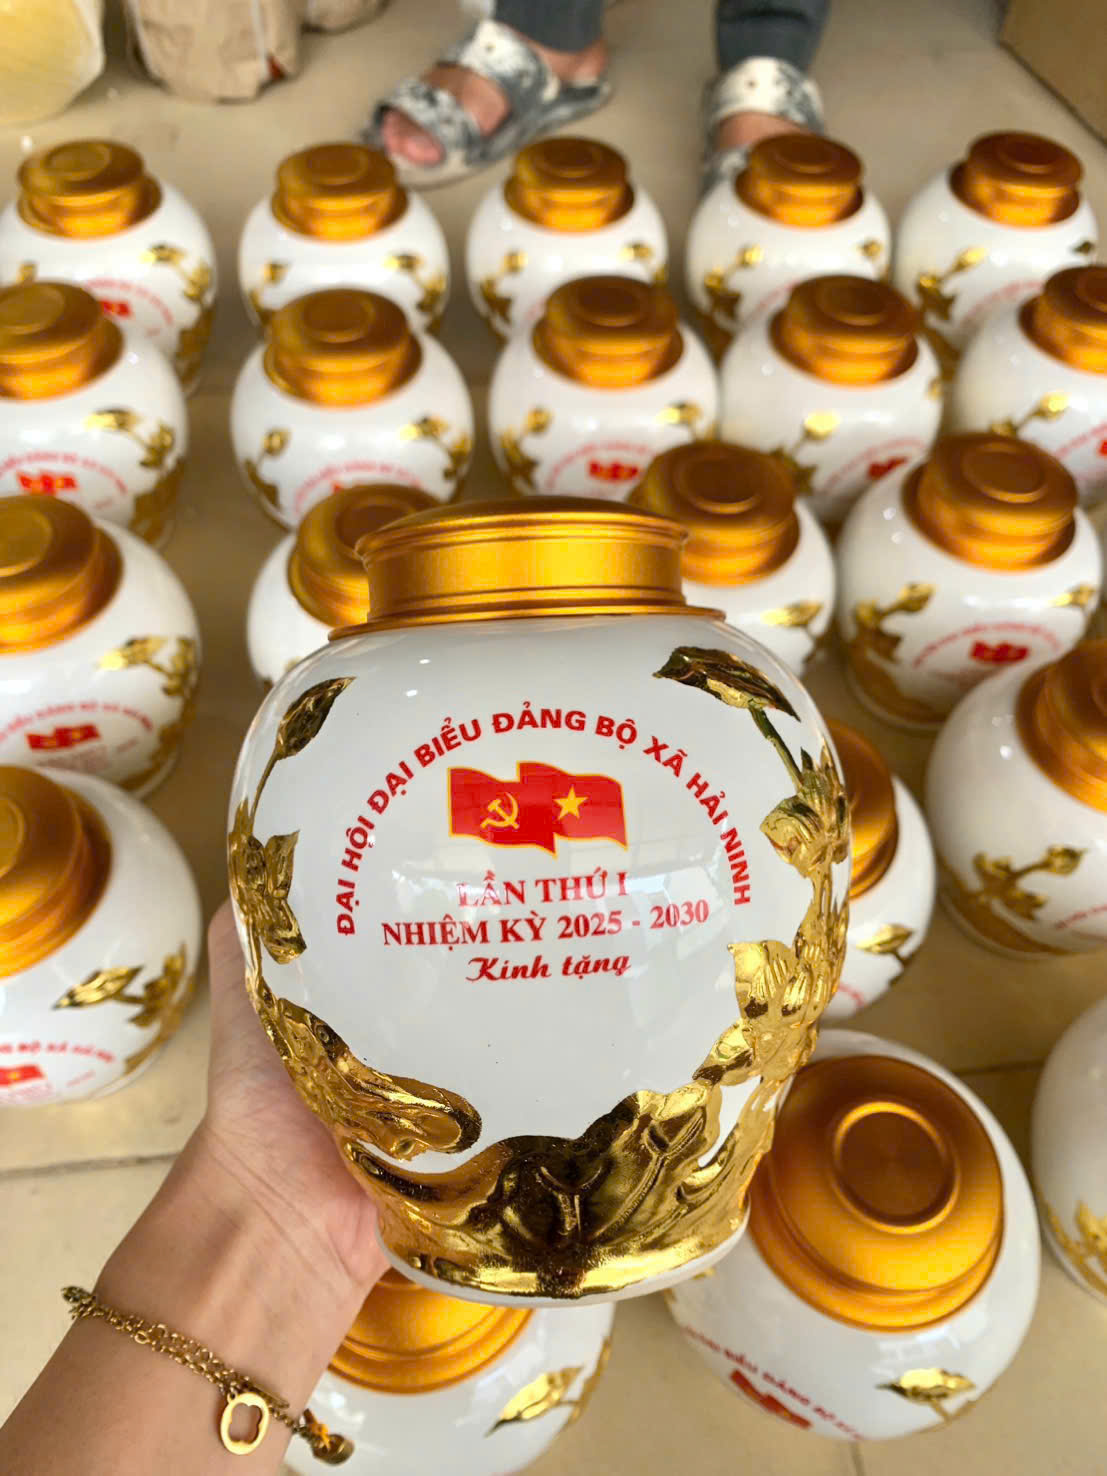 ĐẠI HỘI ĐẠI BIỂU ĐẢNG BỘ XÃ HẢI NINH
LẦN THỨ I
NHIỆM KỲ 2025 - 2030
Kính tặng